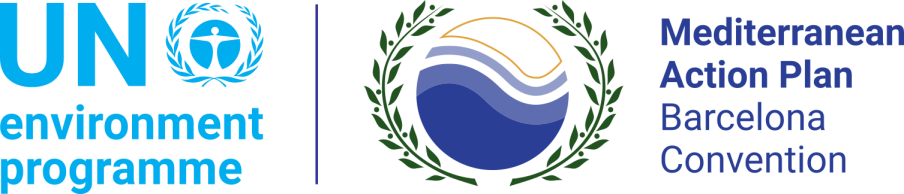 UN
environment
programme
Mediterranean
Action Plan
Barcelona
Convention